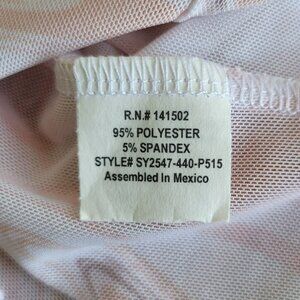 R.N.# 141502
95% POLYESTER
5% SPANDEX
STYLE# SY2547-440-P515
Assembled In Mexico